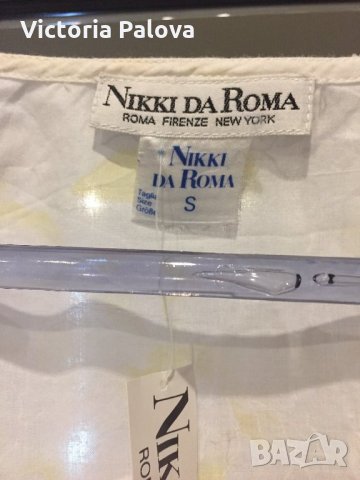 Victoria Palova
NIKKI DA ROMA
ROMA FIRENZE NEW YORK
NIKKI
DA ROMA
Taglia
Size
Größe
S
NIK
RO
BAZAR